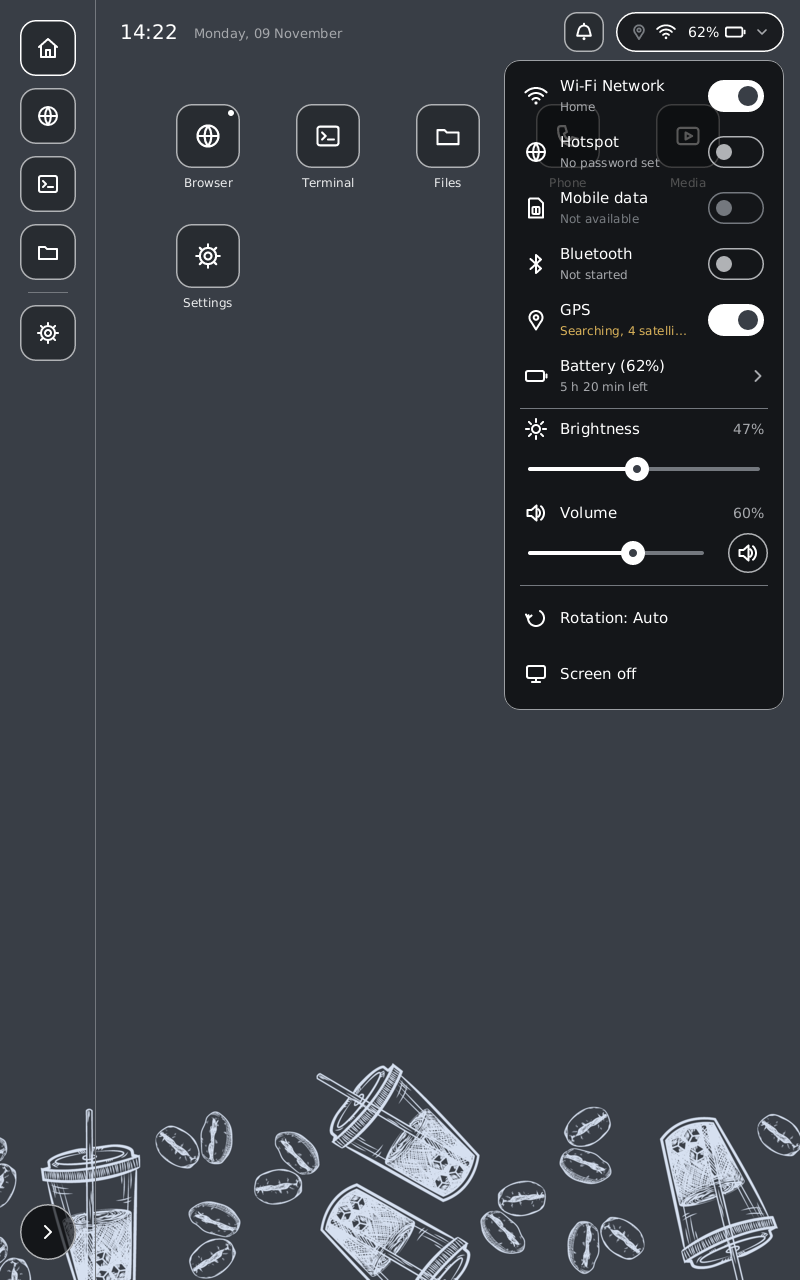 14:22 Monday, 09 November
62%
Browser
Terminal
Files
Phone
Media
Settings
Wi-Fi Network
Home
Hotspot
No password set
Mobile data
Not available
Bluetooth
Not started
GPS
Searching, 4 satelli...
Battery (62%)
5 h 20 min left
Brightness 47%
Volume 60%
Rotation: Auto
Screen off